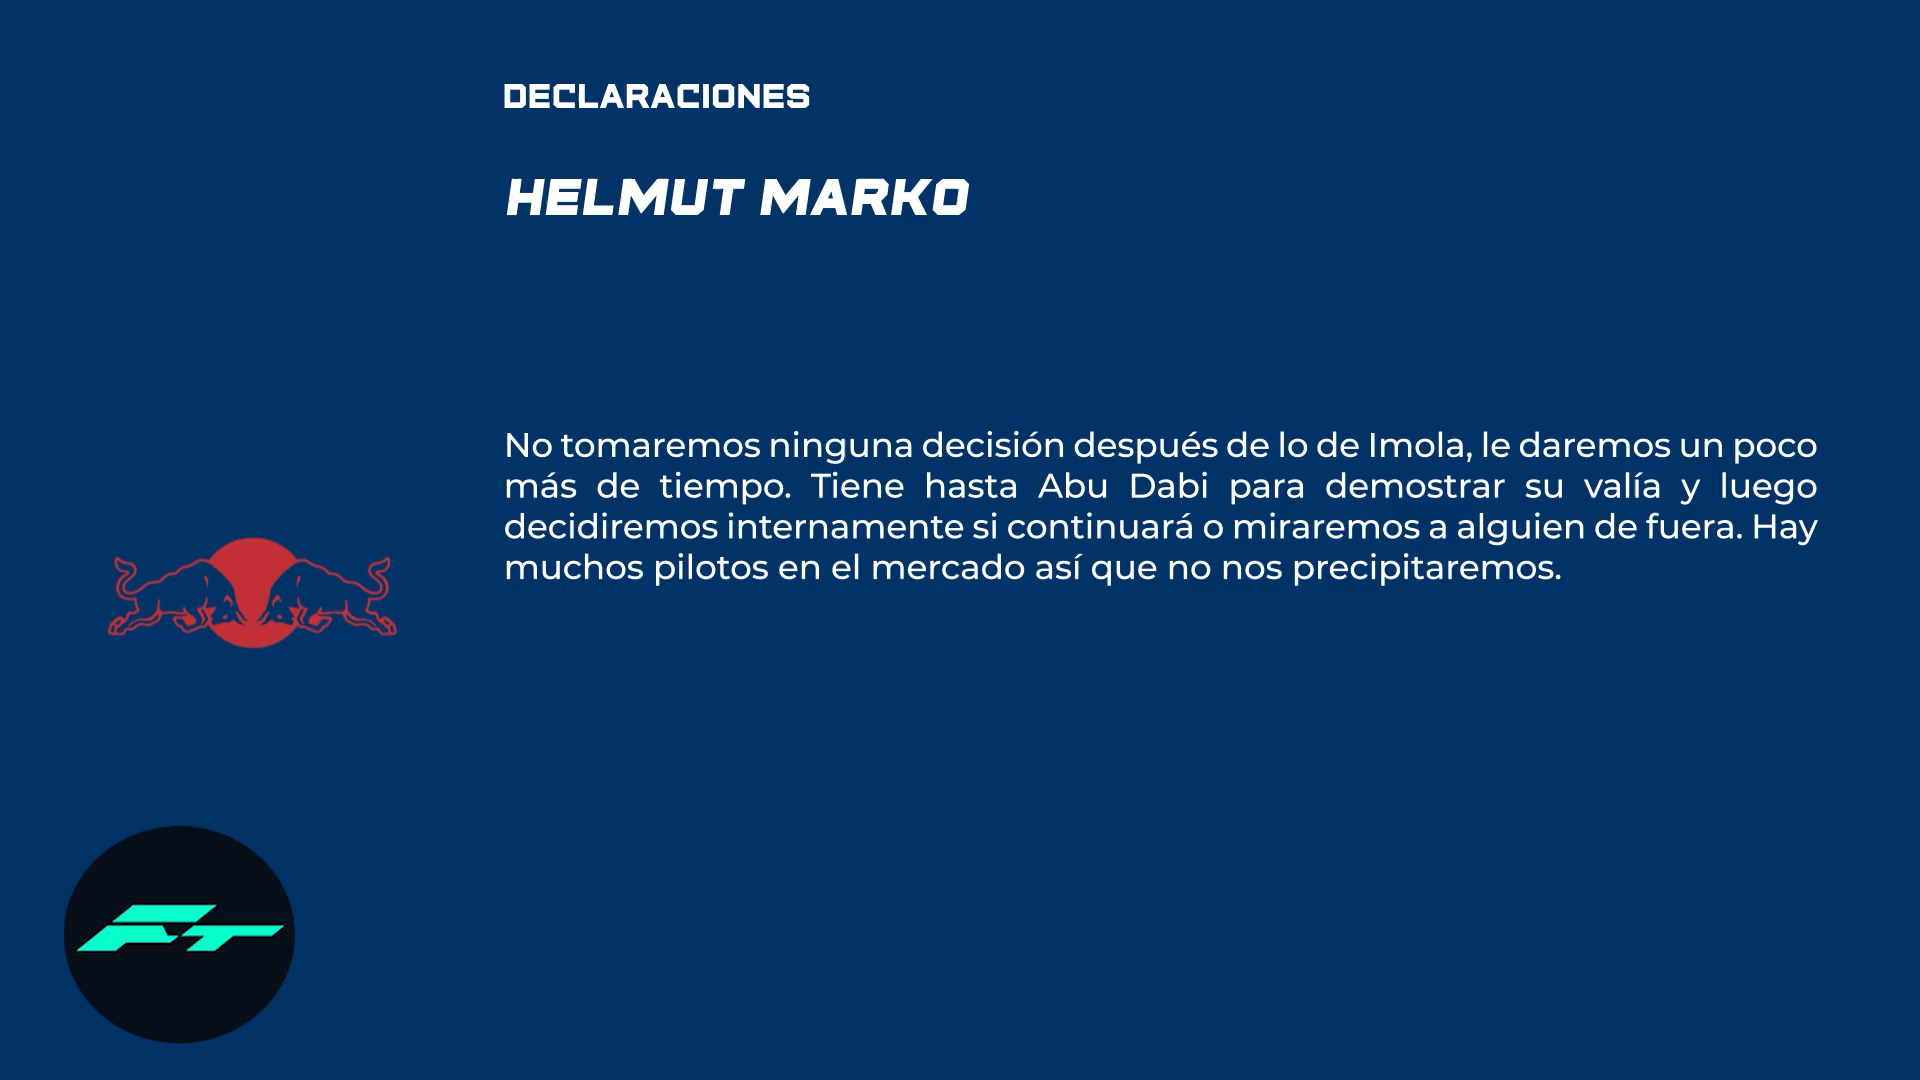 DECLARACIONES
HELMUT MARKO
No tomaremos ninguna decisión después de lo de Imola, le daremos un poco
más de tiempo. Tiene hasta Abu Dabi para demostrar su valía y luego
decidiremos internamente si continuará o miraremos a alguien de fuera. Hay
muchos pilotos en el mercado así que no nos precipitaremos.
FT